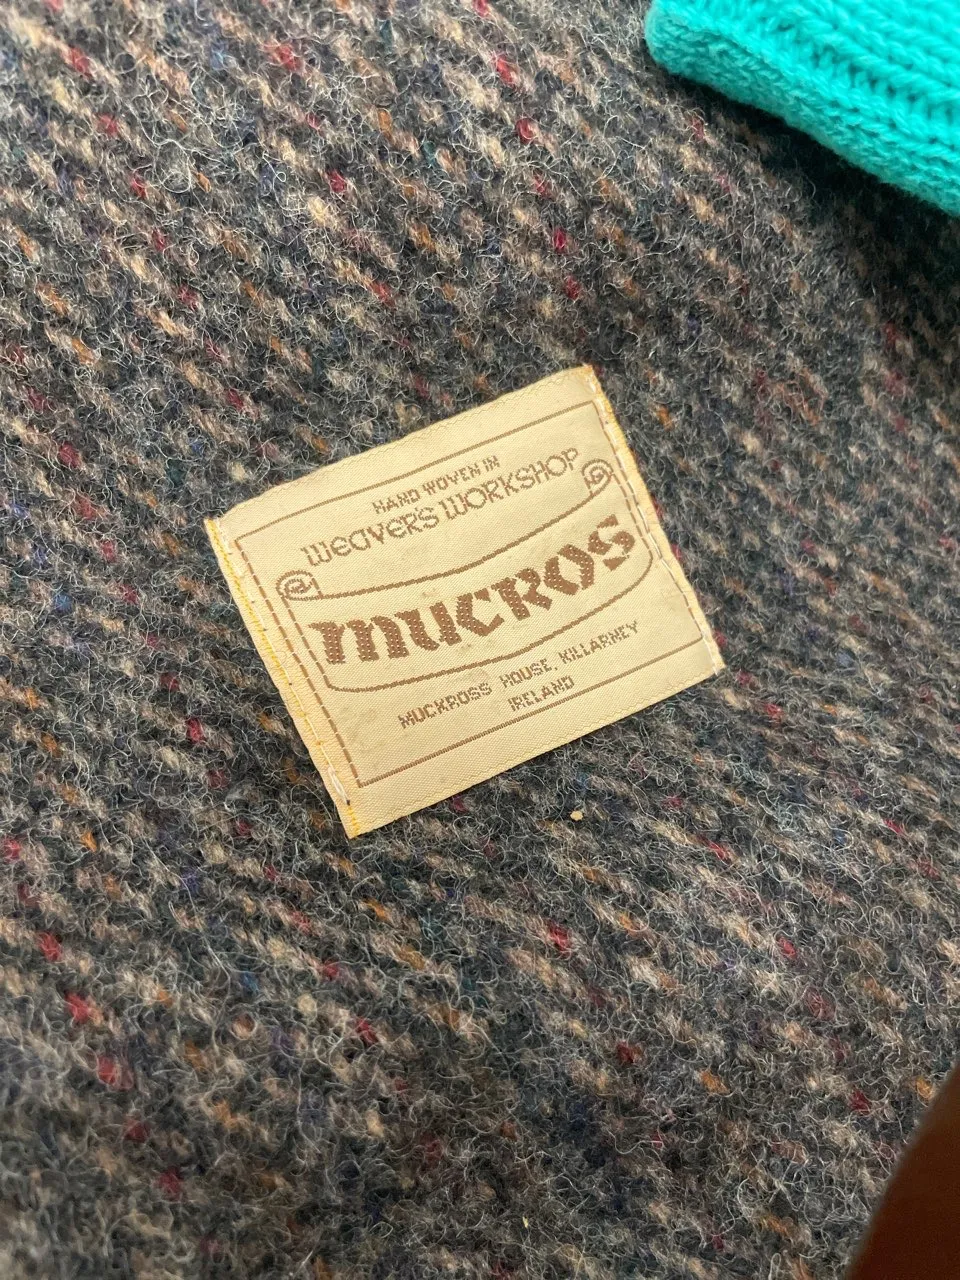 HAND WOVEN IN
WEAVER'S WORKSHOP
MUCROS
MUCKROSS HOUSE, KILLARNEY
IRELAND